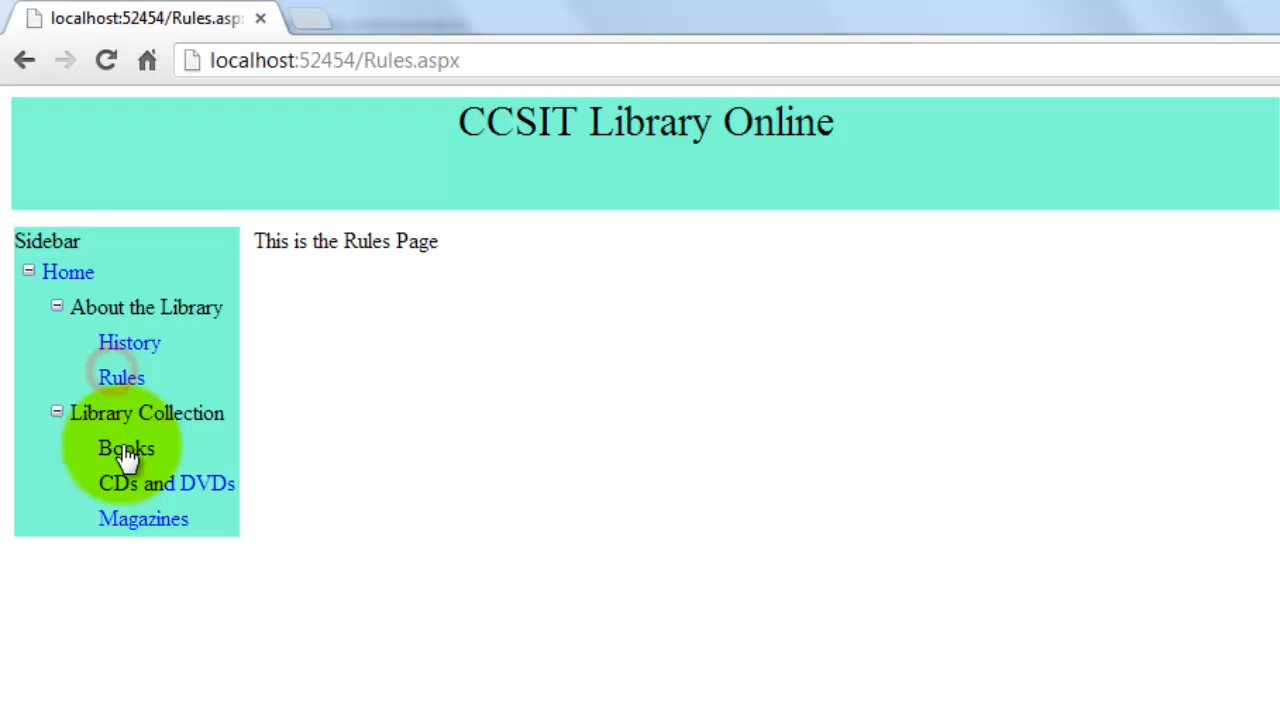 localhost:52454/Rules.asp
localhost:52454/Rules.aspx
CCSIT Library Online
Sidebar
Home
About the Library
History
Rules
Library Collection
Books
CDs and DVDs
Magazines
This is the Rules Page